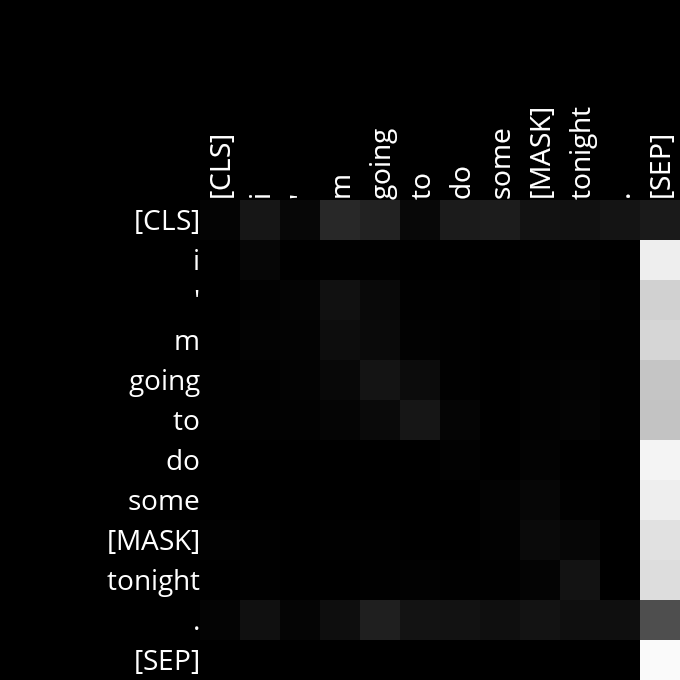 [CLS] i ' m going to do some [MASK] tonight . [SEP]
[CLS]
i
'
m
going
to
do
some
[MASK]
tonight
.
[SEP]